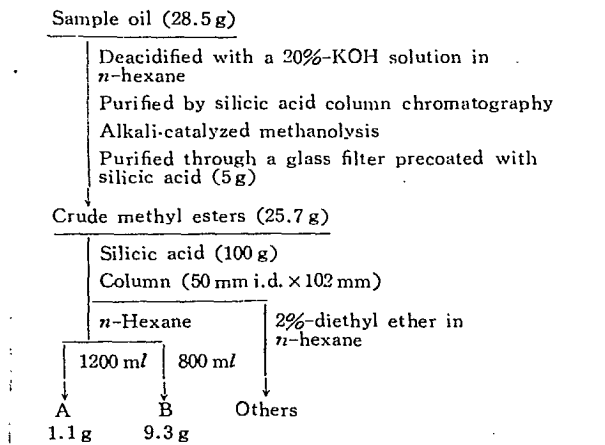 Sample oil (28.5 g)
Deacidified with a 20%-KOH solution in
n-hexane
Purified by silicic acid column chromatography
Alkali-catalyzed methanolysis
Purified through a glass filter precoated with
silicic acid (5 g)
Crude methyl esters (25.7 g)
Silicic acid (100 g)
Column (50 mm i.d. × 102 mm)
n-Hexane
2%-diethyl ether in
n-hexane
1200 ml 800 ml
A B Others
1.1 g 9.3 g